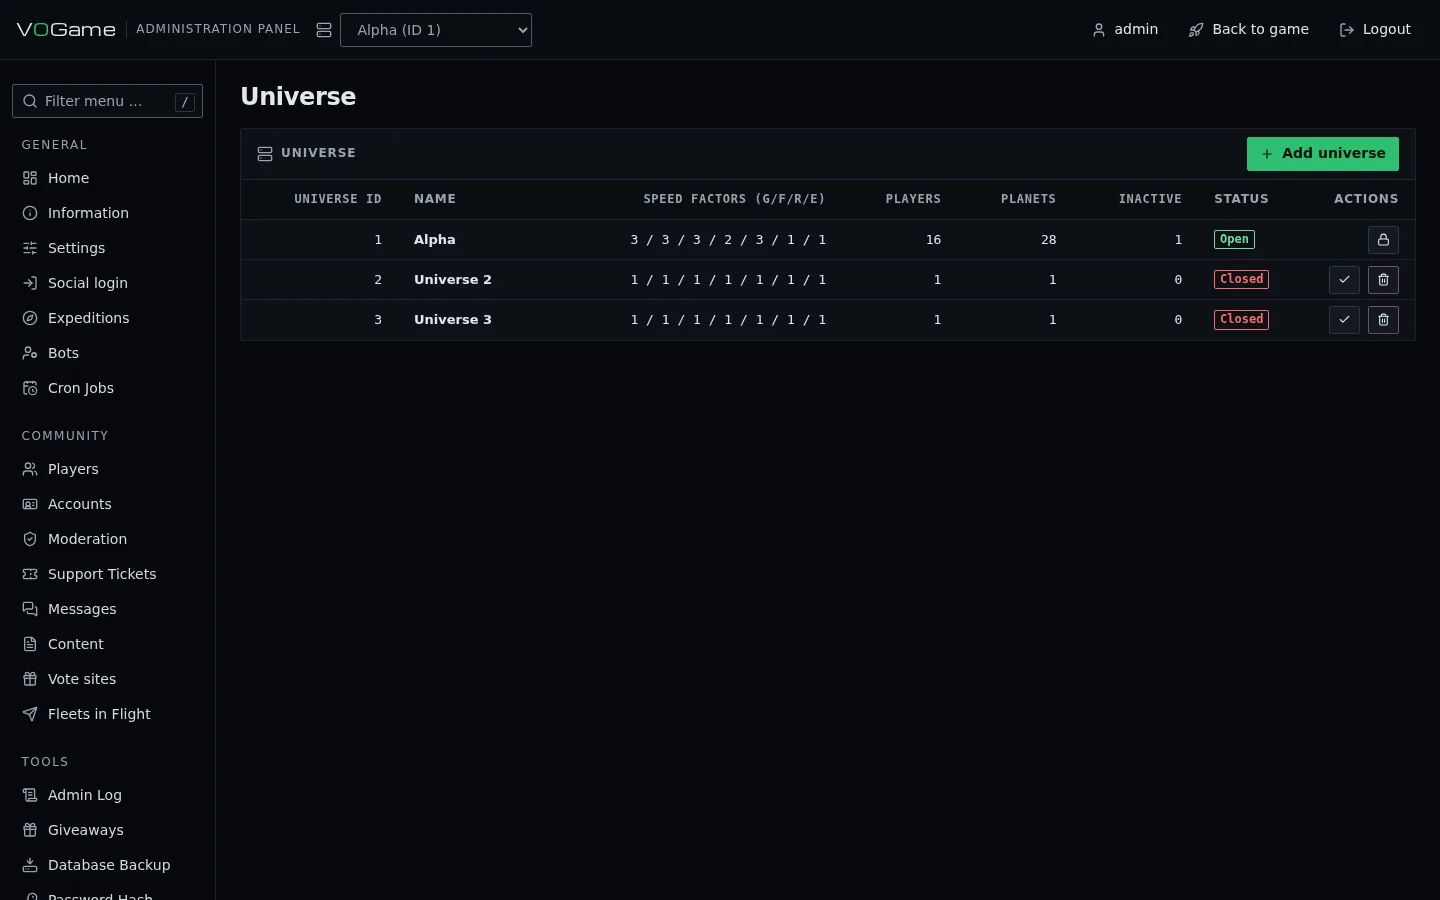 VOGame ADMINISTRATION PANEL Alpha (ID 1) admin Back to game Logout
Filter menu ... /
GENERAL
Home
Information
Settings
Social login
Expeditions
Bots
Cron Jobs
COMMUNITY
Players
Accounts
Moderation
Support Tickets
Messages
Content
Vote sites
Fleets in Flight
TOOLS
Admin Log
Giveaways
Database Backup
Password Hash
Universe
UNIVERSE + Add universe
UNIVERSE ID NAME SPEED FACTORS (G/F/R/E) PLAYERS PLANETS INACTIVE STATUS ACTIONS
1 Alpha 3 / 3 / 3 / 2 / 3 / 1 / 1 16 28 1 Open
2 Universe 2 1 / 1 / 1 / 1 / 1 / 1 / 1 1 1 0 Closed
3 Universe 3 1 / 1 / 1 / 1 / 1 / 1 / 1 1 1 0 Closed